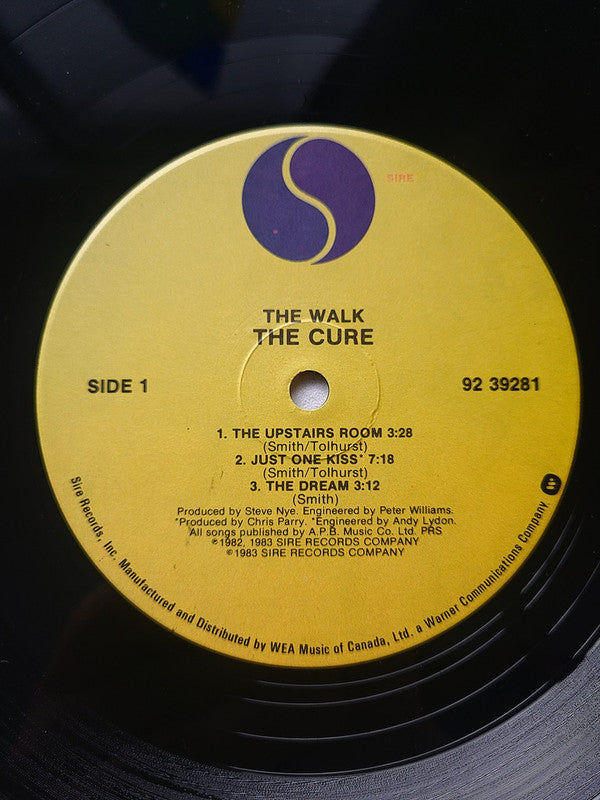 SIRE
THE WALK
THE CURE
SIDE 1
92 39281
1. THE UPSTAIRS ROOM 3:28
(Smith/Tolhurst)
2. JUST ONE KISS* 7:18
(Smith/Tolhurst)
3. THE DREAM 3:12
(Smith)
Produced by Steve Nye. Engineered by Peter Williams.
*Produced by Chris Parry. *Engineered by Andy Lydon.
All songs published by A.P.B. Music Co. Ltd. PRS
℗ 1982, 1983 SIRE RECORDS COMPANY
© 1983 SIRE RECORDS COMPANY
Sire Records, Inc. Manufactured and Distributed by WEA Music of Canada, Ltd. a Warner Communications Company